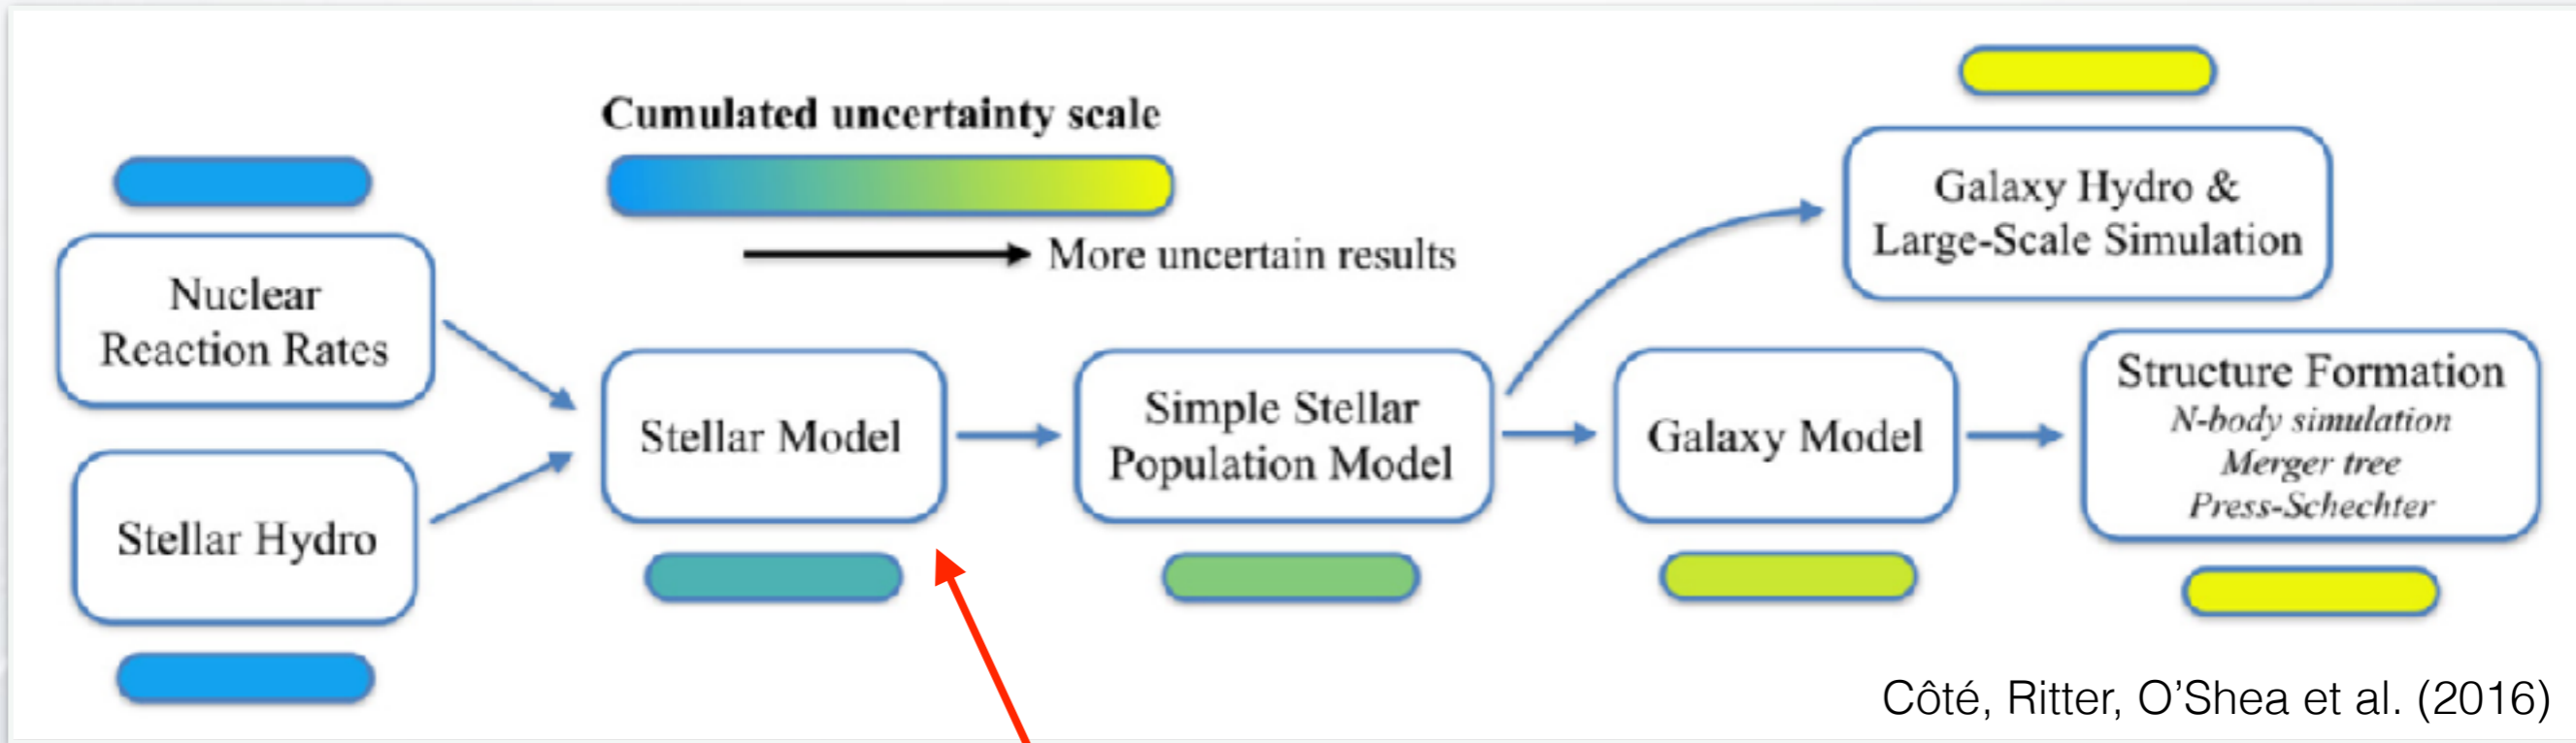 Cumulated uncertainty scale
More uncertain results
Nuclear
Reaction Rates
Stellar Hydro
Stellar Model
Simple Stellar
Population Model
Galaxy Hydro &
Large-Scale Simulation
Galaxy Model
Structure Formation
N-body simulation
Merger tree
Press-Schechter
Côté, Ritter, O’Shea et al. (2016)